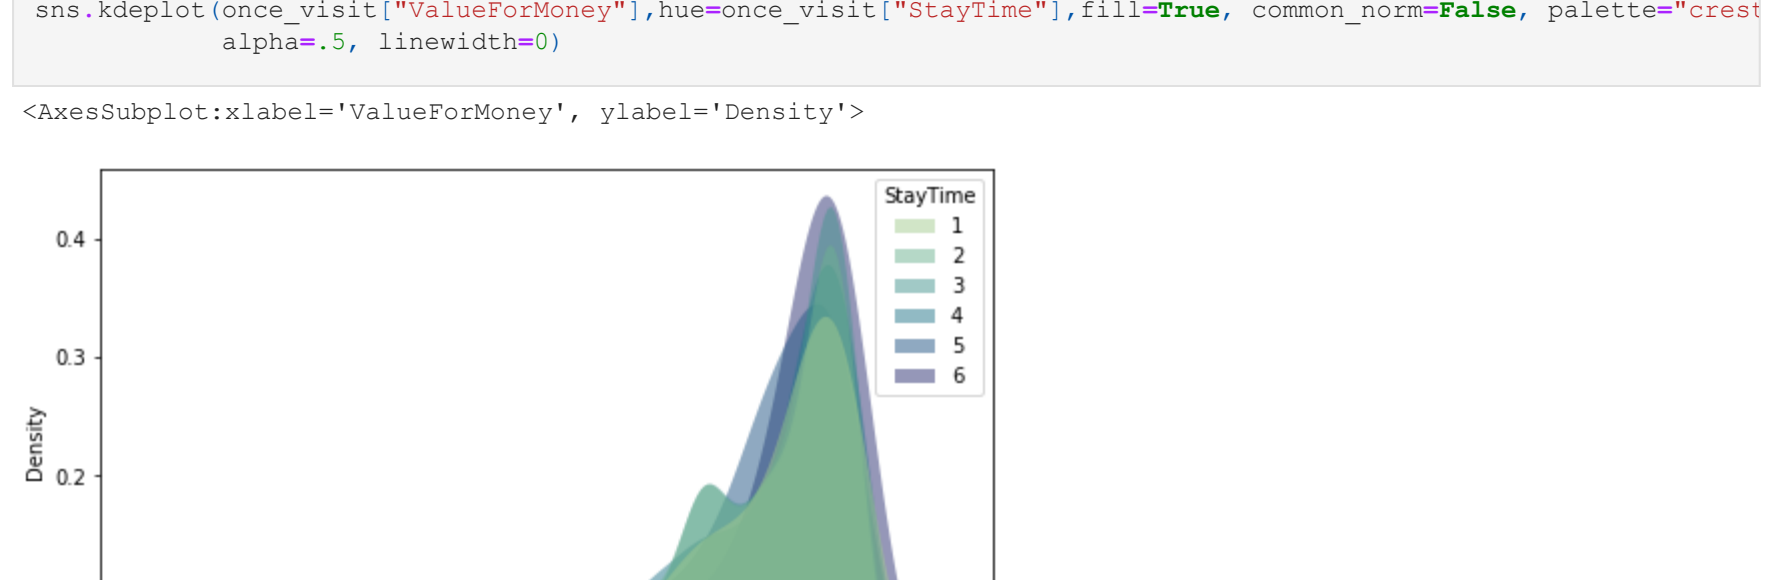 sns.kdeplot(once_visit["ValueForMoney"],hue=once_visit["StayTime"],fill=True, common_norm=False, palette="crest
alpha=.5, linewidth=0)
<AxesSubplot:xlabel='ValueForMoney', ylabel='Density'>
StayTime
1
2
3
4
5
6
0.4
0.3
0.2
Density